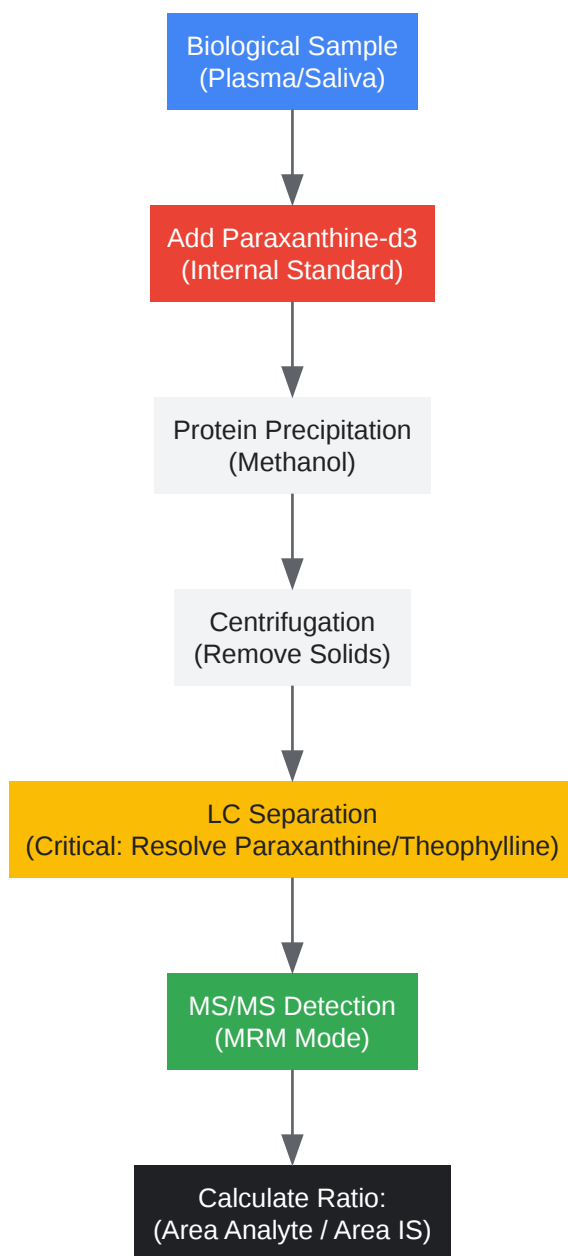 Biological Sample
(Plasma/Saliva)
Add Paraxanthine-d3
(Internal Standard)
Protein Precipitation
(Methanol)
Centrifugation
(Remove Solids)
LC Separation
(Critical: Resolve Paraxanthine/Theophylline)
MS/MS Detection
(MRM Mode)
Calculate Ratio:
(Area Analyte / Area IS)